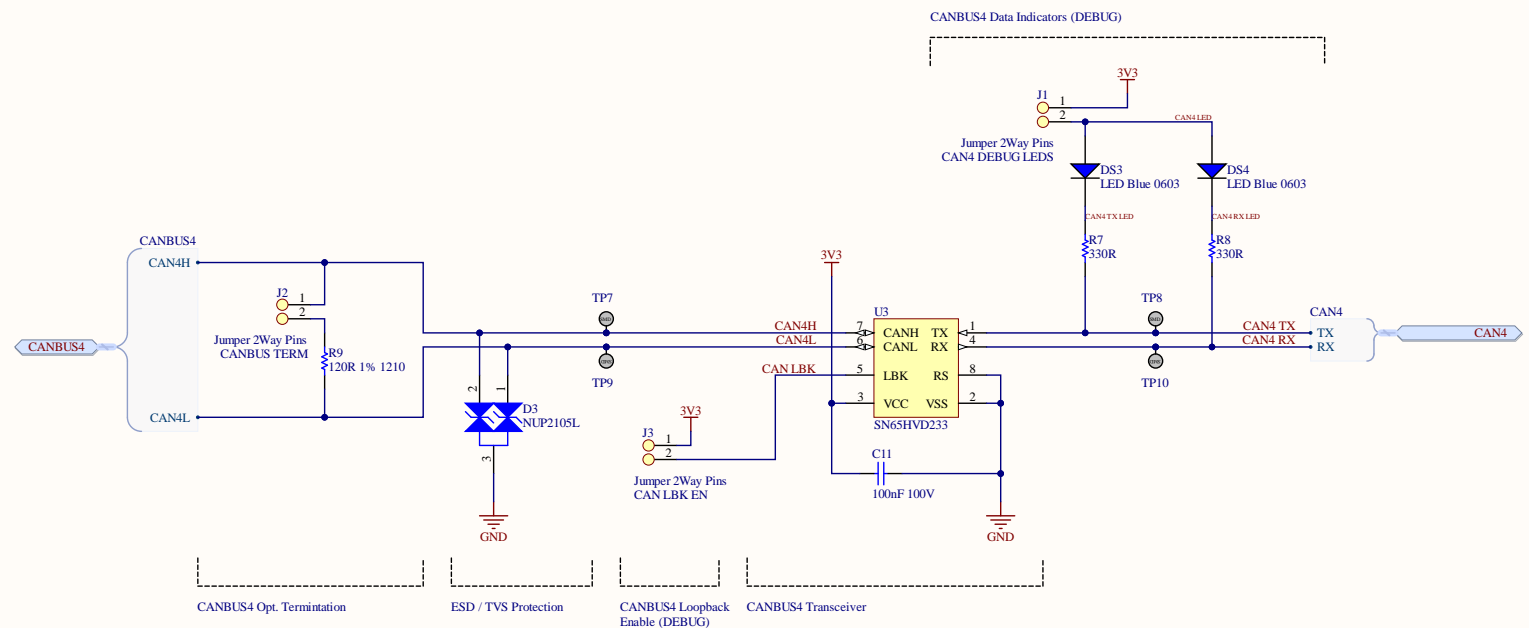 CANBUS4 Data Indicators (DEBUG)
3V3
J1
1
2
CAN4 LED
Jumper 2Way Pins
CAN4 DEBUG LEDS
DS3
LED Blue 0603
DS4
LED Blue 0603
CAN4 TX LED
CAN4 RX LED
R7
330R
R8
330R
CANBUS4
CAN4H
J2
1
2
Jumper 2Way Pins
CANBUS TERM
R9
120R 1% 1210
CANBUS4
CAN4L
3V3
TP7
TP9
CAN4H
CAN4L
CAN LBK
U3
7
CANH
TX
1
6
CANL
RX
4
5
LBK
RS
8
3
VCC
VSS
2
SN65HVD233
TP8
TP10
CAN4 TX
CAN4 RX
CAN4
TX
RX
CAN4
2
1
D3
NUP2105L
3
GND
3V3
J3
1
2
Jumper 2Way Pins
CAN LBK EN
C11
100nF 100V
GND
CANBUS4 Opt. Termintation
ESD / TVS Protection
CANBUS4 Loopback
Enable (DEBUG)
CANBUS4 Transceiver